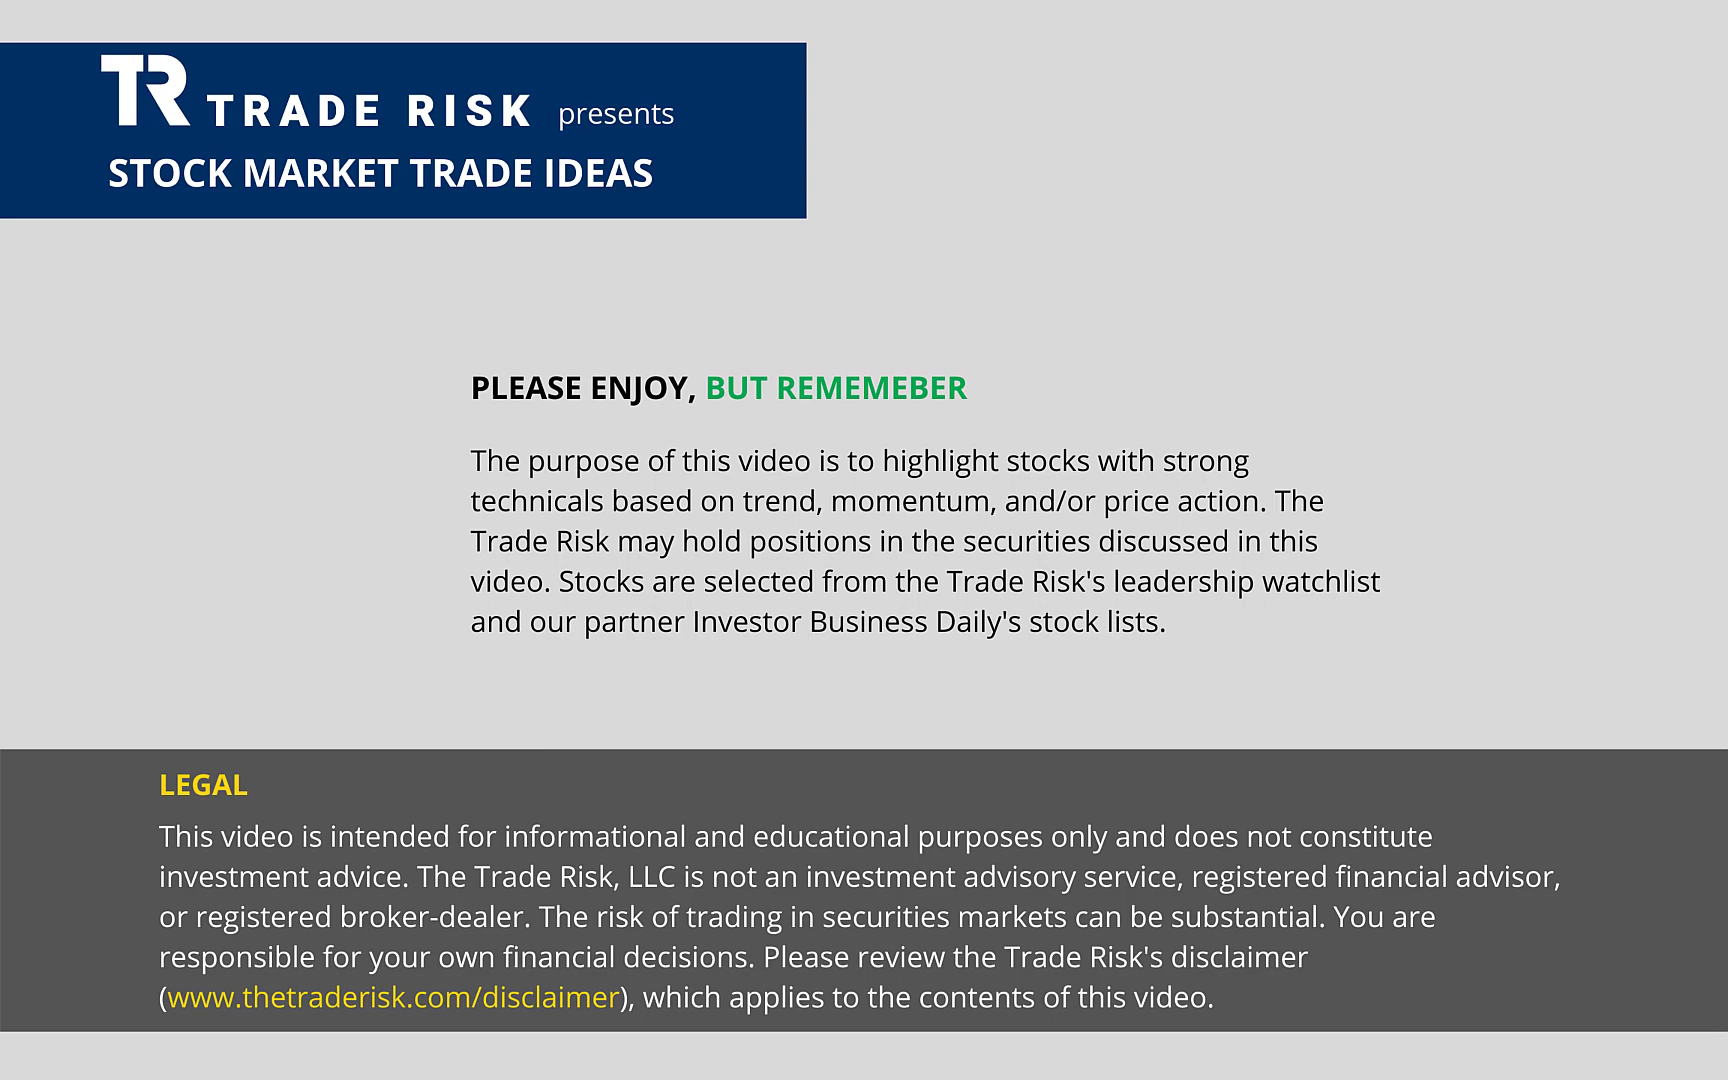 TR TRADE RISK presents
STOCK MARKET TRADE IDEAS
PLEASE ENJOY, BUT REMEMEBER
The purpose of this video is to highlight stocks with strong
technicals based on trend, momentum, and/or price action. The
Trade Risk may hold positions in the securities discussed in this
video. Stocks are selected from the Trade Risk's leadership watchlist
and our partner Investor Business Daily's stock lists.
LEGAL
This video is intended for informational and educational purposes only and does not constitute
investment advice. The Trade Risk, LLC is not an investment advisory service, registered financial advisor,
or registered broker-dealer. The risk of trading in securities markets can be substantial. You are
responsible for your own financial decisions. Please review the Trade Risk's disclaimer
(www.thetraderisk.com/disclaimer), which applies to the contents of this video.